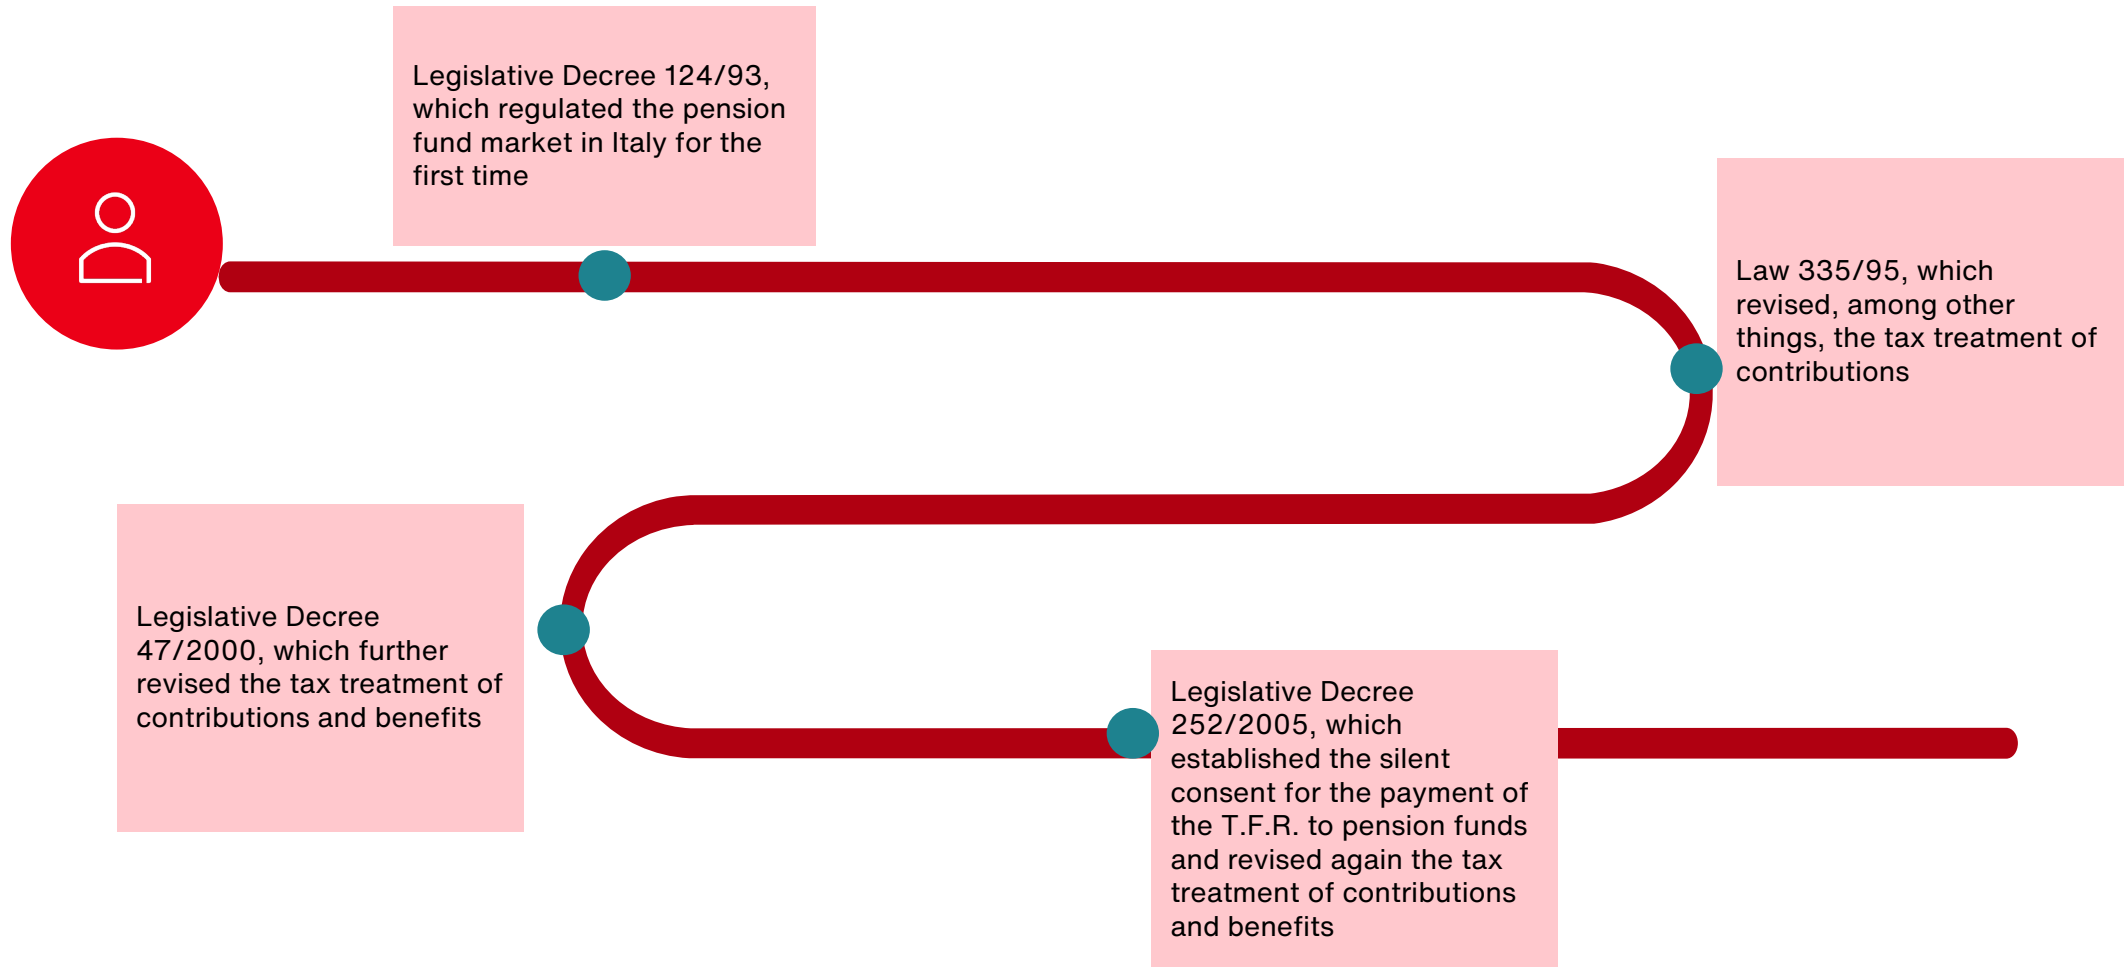 Legislative Decree 124/93,
which regulated the pension
fund market in Italy for the
first time
Law 335/95, which
revised, among other
things, the tax treatment of
contributions
Legislative Decree
47/2000, which further
revised the tax treatment of
contributions and benefits
Legislative Decree
252/2005, which
established the silent
consent for the payment of
the T.F.R. to pension funds
and revised again the tax
treatment of contributions
and benefits